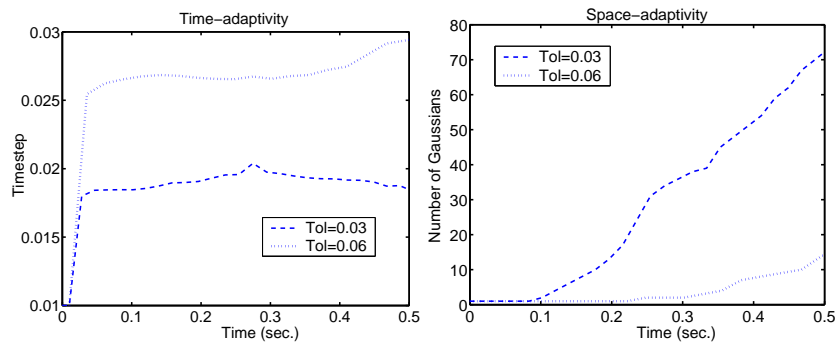 Time−adaptivity
0.03
0.025
0.02
0.015
0.01
Timestep
Tol=0.03
Tol=0.06
0
0.1
0.2
0.3
0.4
0.5
Time (sec.)
Space−adaptivity
80
70
60
50
40
30
20
10
0
Number of Gaussians
Tol=0.03
Tol=0.06
0
0.1
0.2
0.3
0.4
0.5
Time (sec.)